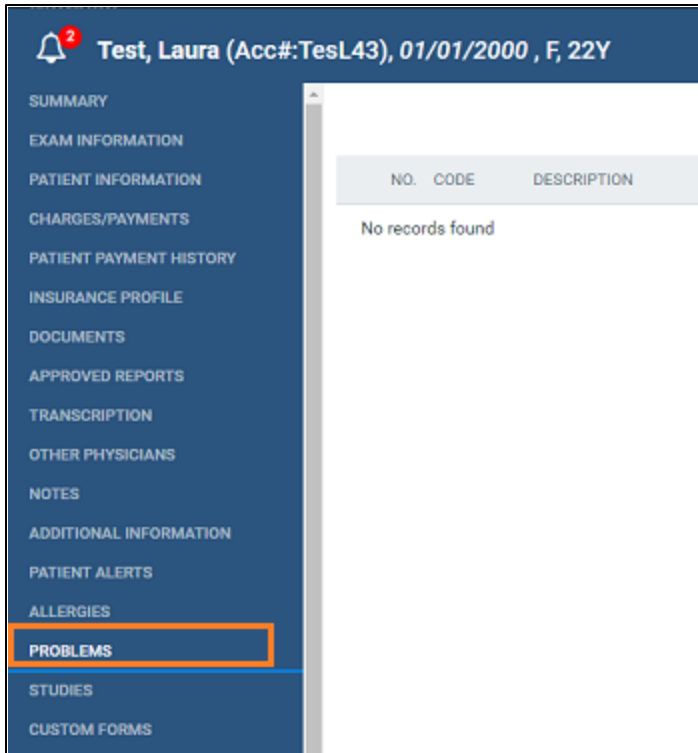 2
Test, Laura (Acc#:TesL43), 01/01/2000 , F, 22Y
SUMMARY
EXAM INFORMATION
PATIENT INFORMATION
CHARGES/PAYMENTS
PATIENT PAYMENT HISTORY
INSURANCE PROFILE
DOCUMENTS
APPROVED REPORTS
TRANSCRIPTION
OTHER PHYSICIANS
NOTES
ADDITIONAL INFORMATION
PATIENT ALERTS
ALLERGIES
PROBLEMS
STUDIES
CUSTOM FORMS
NO. CODE DESCRIPTION
No records found